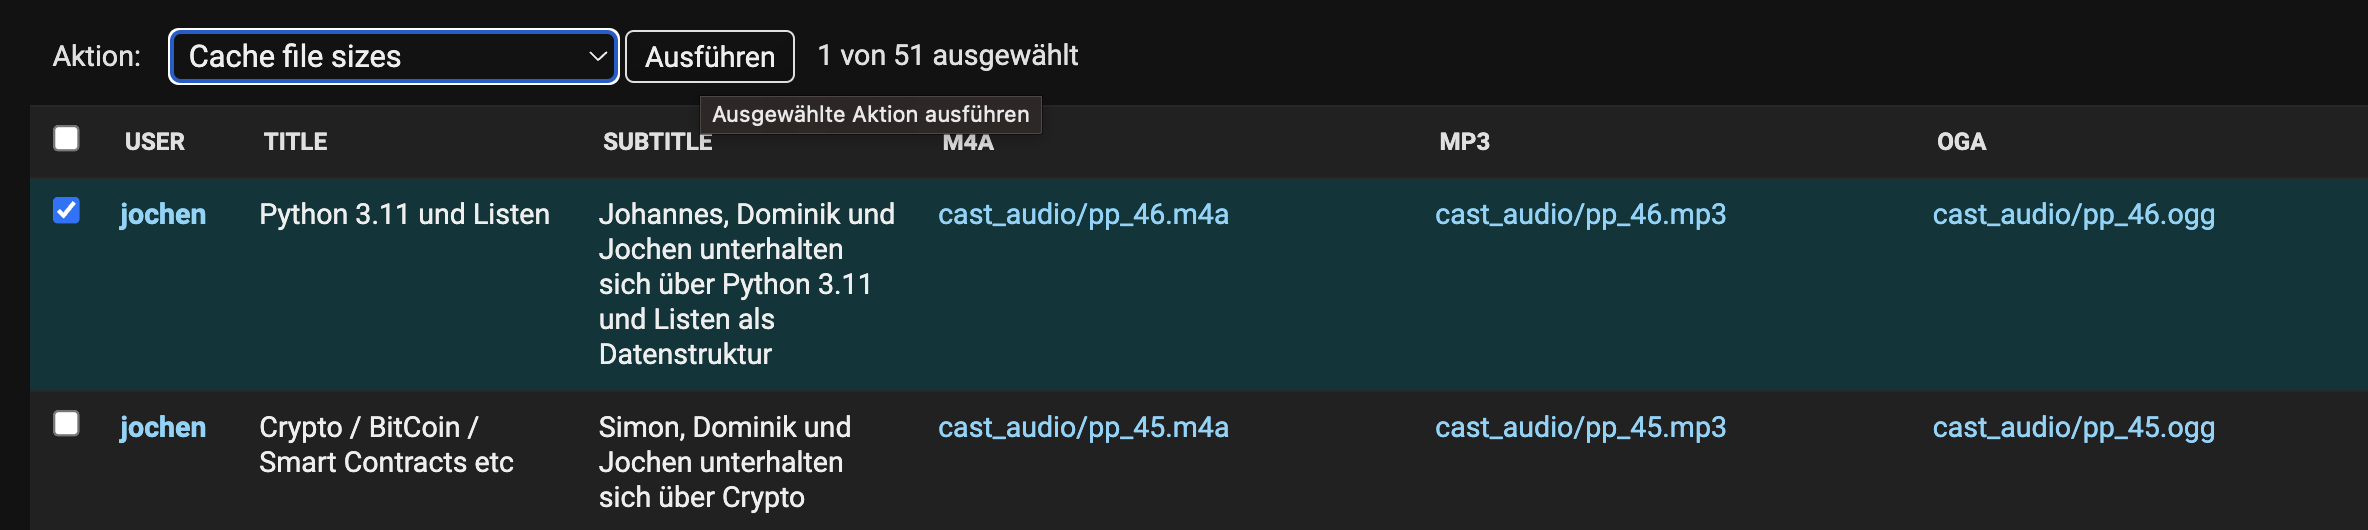 Aktion: Cache file sizes Ausführen 1 von 51 ausgewählt
Ausgewählte Aktion ausführen
USER TITLE SUBTITLE M4A MP3 OGA
jochen Python 3.11 und Listen Johannes, Dominik und cast_audio/pp_46.m4a cast_audio/pp_46.mp3 cast_audio/pp_46.ogg
Jochen unterhalten
sich über Python 3.11
und Listen als
Datenstruktur
jochen Crypto / BitCoin / Simon, Dominik und cast_audio/pp_45.m4a cast_audio/pp_45.mp3 cast_audio/pp_45.ogg
Smart Contracts etc Jochen unterhalten
sich über Crypto